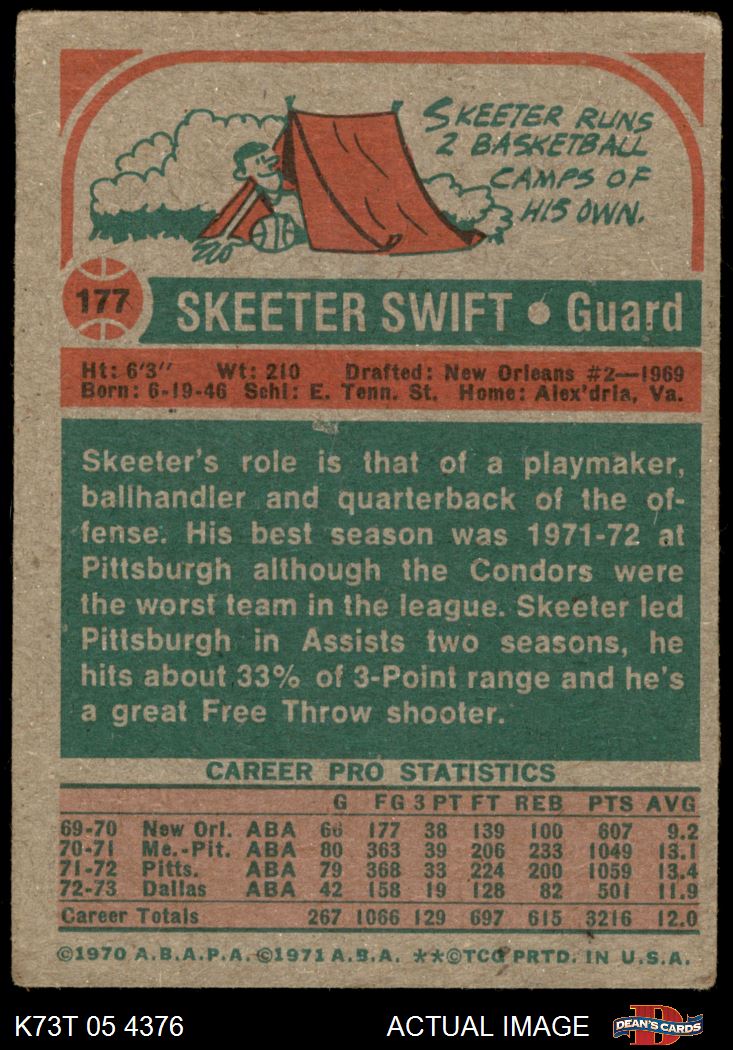 SKEETER RUNS
2 BASKETBALL
CAMPS OF
HIS OWN.
177 SKEETER SWIFT • Guard
Ht: 6'3" Wt: 210 Drafted: New Orleans #2—1969
Born: 6-19-46 Schl: E. Tenn. St. Home: Alex'dria, Va.
Skeeter's role is that of a playmaker,
ballhandler and quarterback of the of-
fense. His best season was 1971-72 at
Pittsburgh although the Condors were
the worst team in the league. Skeeter led
Pittsburgh in Assists two seasons, he
hits about 33% of 3-Point range and he's
a great Free Throw shooter.
CAREER PRO STATISTICS
G FG 3 PT FT REB PTS AVG
69-70 New Orl. ABA 66 177 38 139 100 607 9.2
70-71 Me.-Pit. ABA 80 363 39 206 233 1049 13.1
71-72 Pitts. ABA 79 368 33 224 200 1059 13.4
72-73 Dallas ABA 42 158 19 128 82 501 11.9
Career Totals 267 1066 129 697 615 3216 12.0
©1970 A.B.A.P.A. ©1971 A.B.A. **©TCG PRTD. IN U.S.A.
K73T 05 4376 ACTUAL IMAGE DEAN'S CARDS